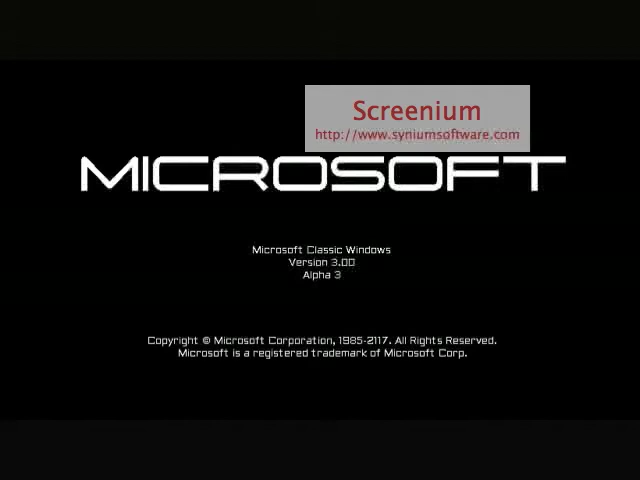 Screenium
http://www.syniumsoftware.com
MICROSOFT
Microsoft Classic Windows
Version 3.00
Alpha 3
Copyright © Microsoft Corporation, 1985-2117. All Rights Reserved.
Microsoft is a registered trademark of Microsoft Corp.